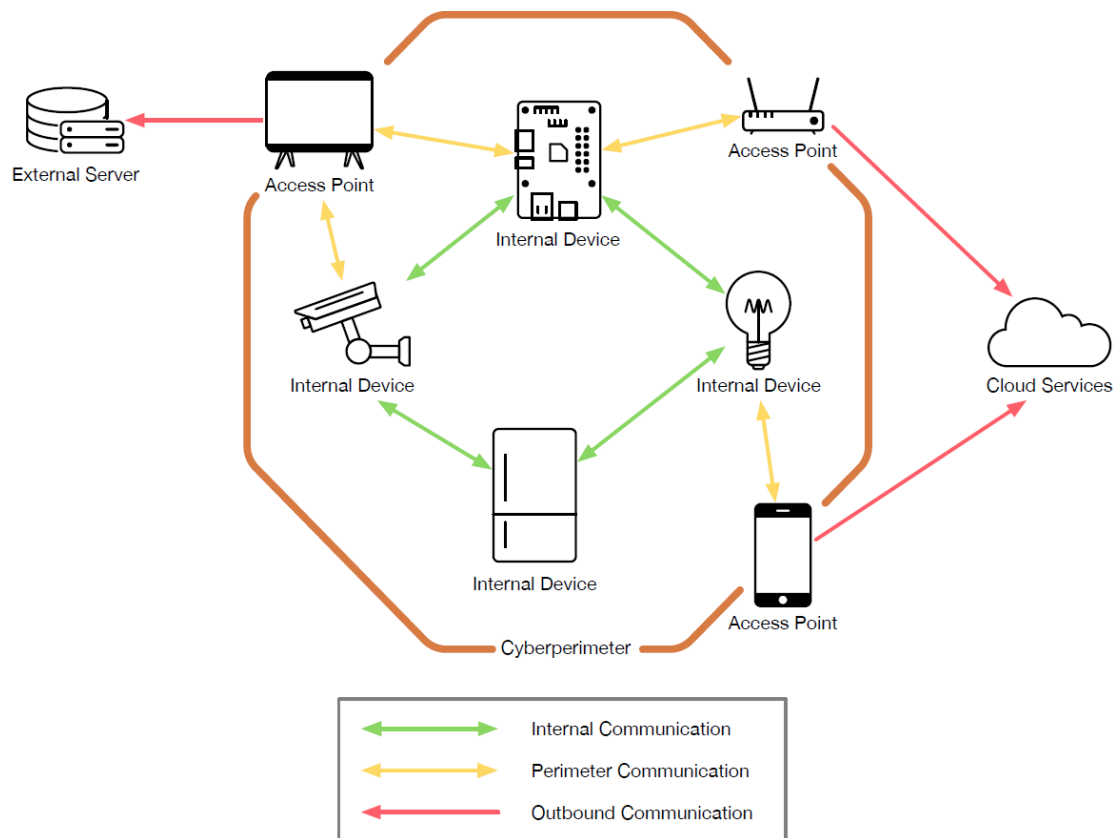 External Server
Access Point
Access Point
Internal Device
Internal Device
Internal Device
Cloud Services
Internal Device
Access Point
Cyberperimeter
Internal Communication
Perimeter Communication
Outbound Communication